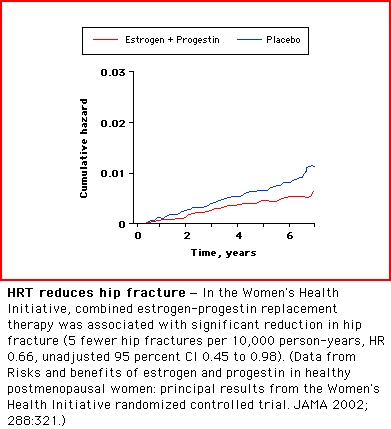 Estrogen + Progestin Placebo
0.03
0.02
0.01
0
Cumulative hazard
0 2 4 6
Time, years
HRT reduces hip fracture – In the Women's Health
Initiative, combined estrogen-progestin replacement
therapy was associated with significant reduction in hip
fracture (5 fewer hip fractures per 10,000 person-years, HR
0.66, unadjusted 95 percent CI 0.45 to 0.98). (Data from
Risks and benefits of estrogen and progestin in healthy
postmenopausal women: principal results from the Women's
Health Initiative randomized controlled trial. JAMA 2002;
288:321.)